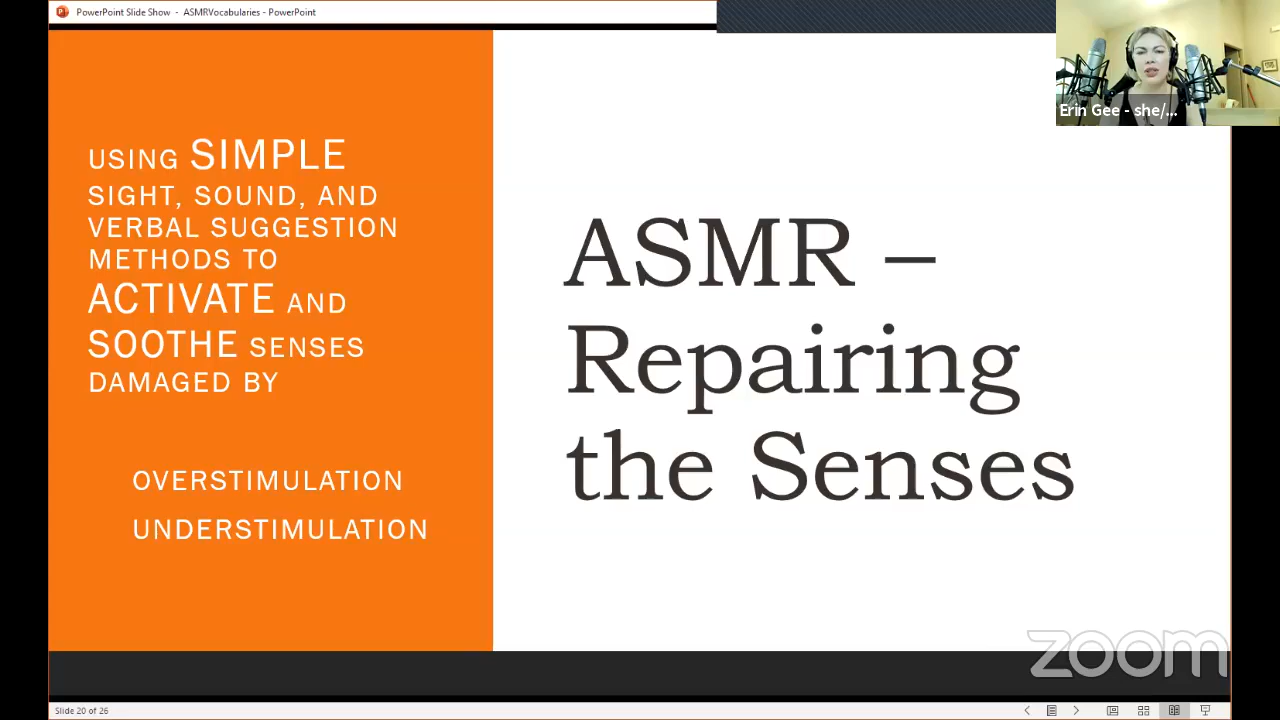 PowerPoint Slide Show - ASMRVocabularies - PowerPoint
Erin Gee - she/...
USING SIMPLE
SIGHT, SOUND, AND
VERBAL SUGGESTION
METHODS TO
ACTIVATE AND
SOOTHE SENSES
DAMAGED BY
OVERSTIMULATION
UNDERSTIMULATION
ASMR –
Repairing
the Senses
zoom
Slide 20 of 26